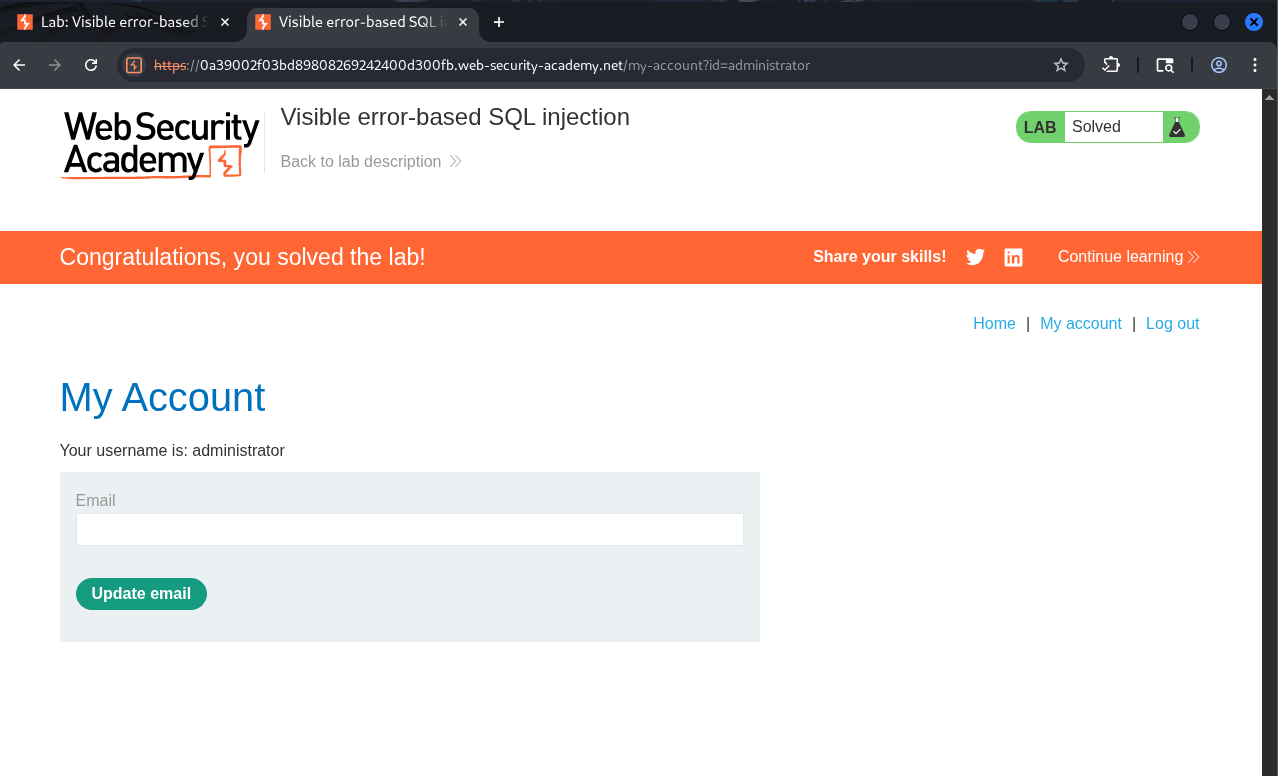 Lab: Visible error-based S
Visible error-based SQL in
https://0a39002f03bd89808269242400d300fb.web-security-academy.net/my-account?id=administrator
Web Security
Academy
Visible error-based SQL injection
Back to lab description
LAB Solved
Congratulations, you solved the lab!
Share your skills!
Continue learning
Home | My account | Log out
My Account
Your username is: administrator
Email
Update email